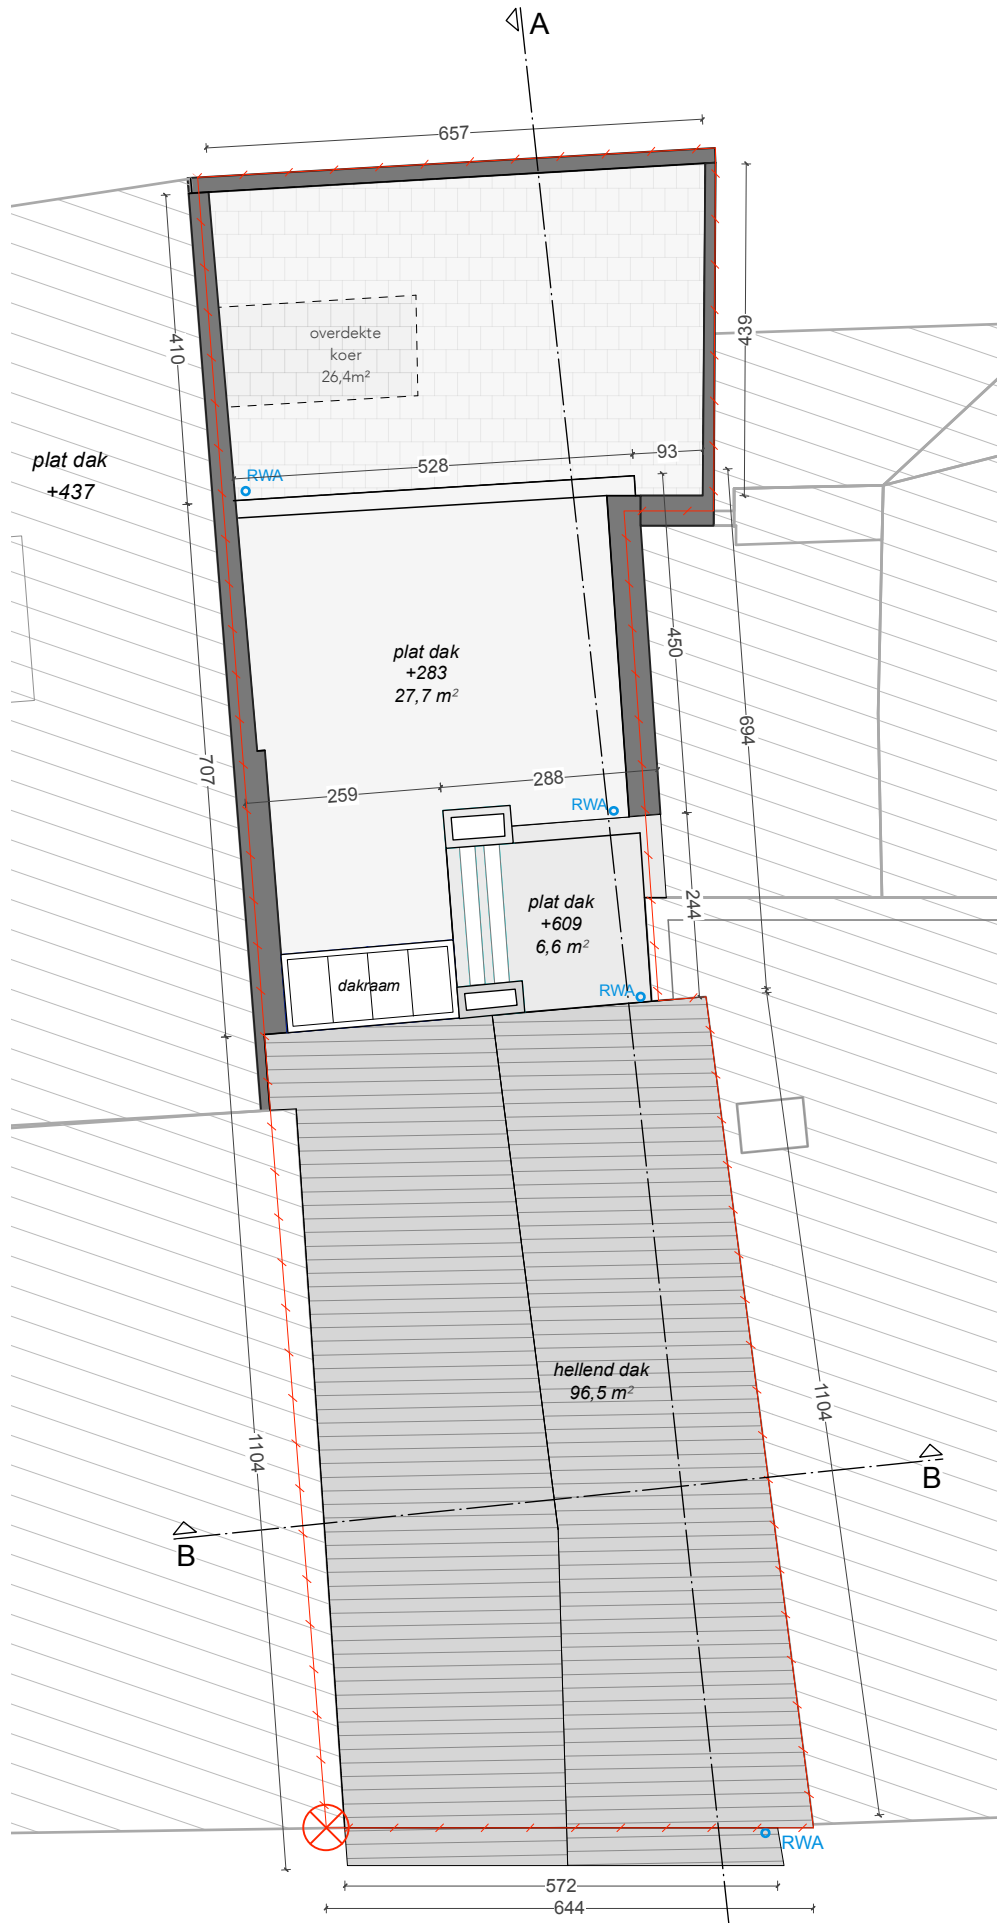 A
657
410
439
overdekte
koer
26,4m²
plat dak
+437
RWA
528
93
450
plat dak
+283
27,7 m²
694
707
259
288
RWA
244
plat dak
+609
6,6 m²
dakraam
RWA
hellend dak
96,5 m²
1104
1104
B
B
RWA
572
644